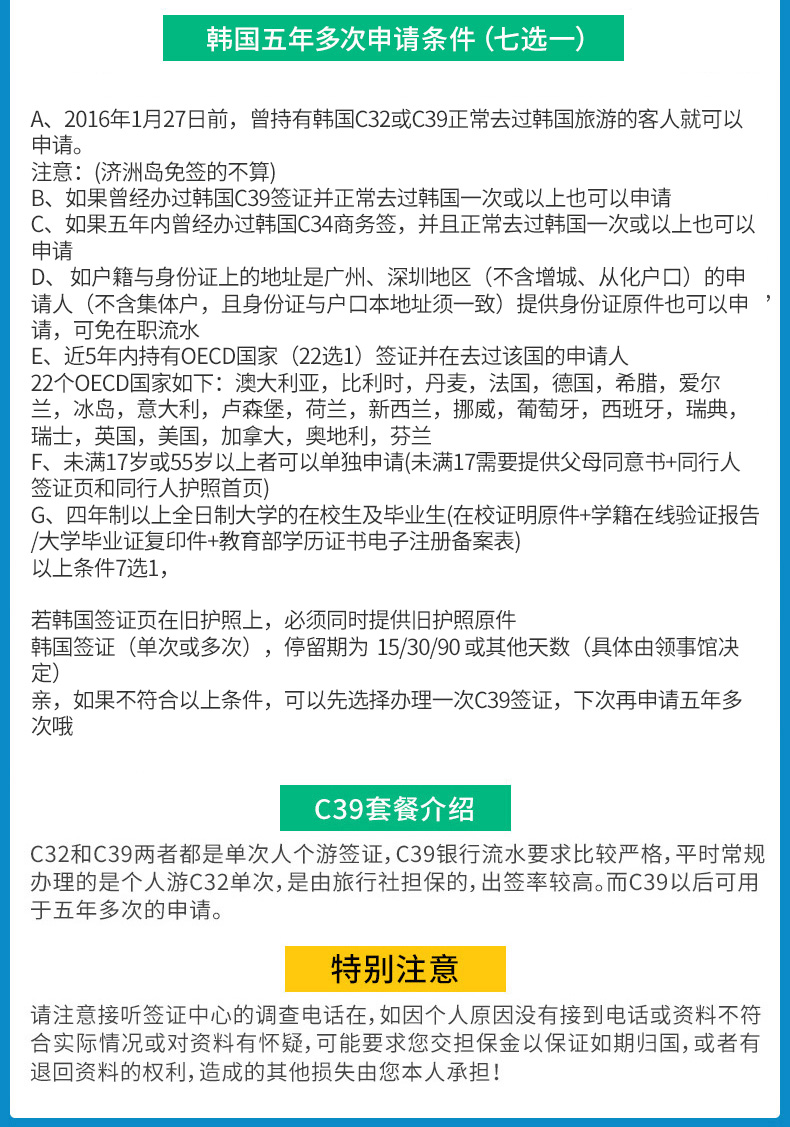 韩国五年多次申请条件（七选一）
A、2016年1月27日前，曾持有韩国C32或C39正常去过韩国旅游的客人就可以
申请。
注意：(济洲岛免签的不算)
B、如果曾经办过韩国C39签证并正常去过韩国一次或以上也可以申请
C、如果五年内曾经办过韩国C34商务签，并且正常去过韩国一次或以上也可以
申请
D、 如户籍与身份证上的地址是广州、深圳地区（不含增城、从化户口）的申
请人（不含集体户，且身份证与户口本地址须一致）提供身份证原件也可以申 ，
请，可免在职流水
E、近5年内持有OECD国家（22选1）签证并在去过该国的申请人
22个OECD国家如下：澳大利亚，比利时，丹麦，法国，德国，希腊，爱尔
兰，冰岛，意大利，卢森堡，荷兰，新西兰，挪威，葡萄牙，西班牙，瑞典，
瑞士，英国，美国，加拿大，奥地利，芬兰
F、未满17岁或55岁以上者可以单独申请(未满17需要提供父母同意书+同行人
签证页和同行人护照首页)
G、四年制以上全日制大学的在校生及毕业生(在校证明原件+学籍在线验证报告
/大学毕业证复印件+教育部学历证书电子注册备案表)
以上条件7选1，
若韩国签证页在旧护照上，必须同时提供旧护照原件
韩国签证（单次或多次），停留期为 15/30/90 或其他天数（具体由领事馆决
定）
亲，如果不符合以上条件，可以先选择办理一次C39签证，下次再申请五年多
次哦
C39套餐介绍
C32和C39两者都是单次人个游签证，C39银行流水要求比较严格，平时常规
办理的是个人游C32单次，是由旅行社担保的，出签率较高。而C39以后可用
于五年多次的申请。
特别注意
请注意接听签证中心的调查电话在，如因个人原因没有接到电话或资料不符
合实际情况或对资料有怀疑，可能要求您交担保金以保证如期归国，或者有
退回资料的权利，造成的其他损失由您本人承担！